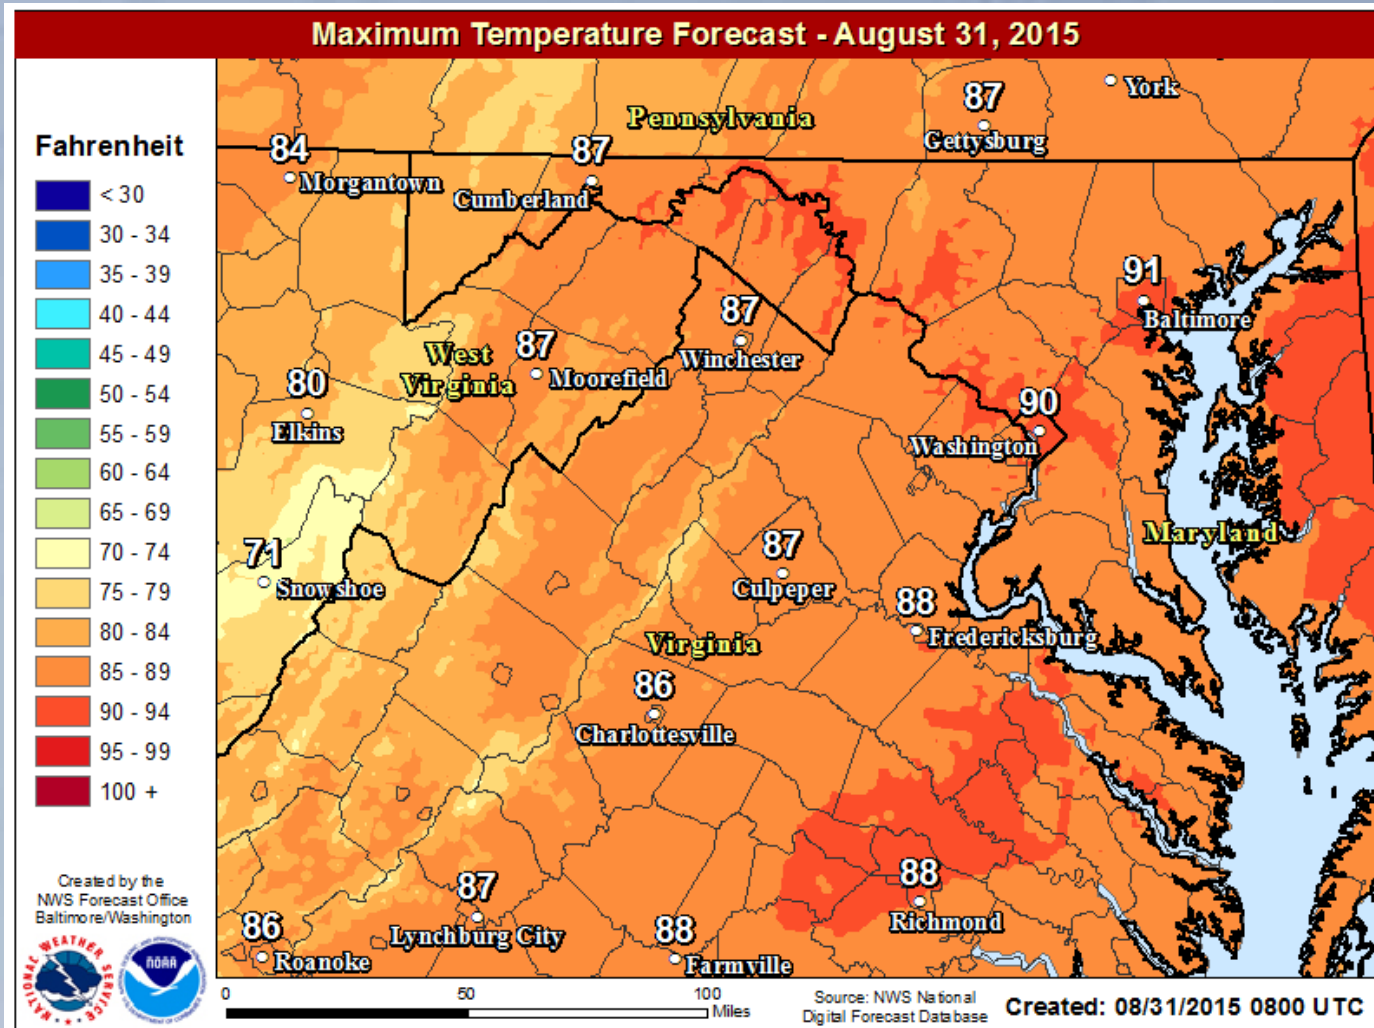 Maximum Temperature Forecast - August 31, 2015
Fahrenheit
< 30
30 - 34
35 - 39
40 - 44
45 - 49
50 - 54
55 - 59
60 - 64
65 - 69
70 - 74
75 - 79
80 - 84
85 - 89
90 - 94
95 - 99
100 +
Created by the
NWS Forecast Office
Baltimore/Washington
NATIONAL WEATHER SERVICE
NOAA
York
87
Gettysburg
Pennsylvania
84
Morgantown
87
Cumberland
91
Baltimore
87
Winchester
West
Virginia
87
Moorefield
80
Elkins
90
Washington
Maryland
71
Snowshoe
87
Culpeper
88
Fredericksburg
Virginia
86
Charlottesville
88
Richmond
87
Lynchburg City
86
Roanoke
88
Farmville
0 50 100
Miles
Source: NWS National
Digital Forecast Database
Created: 08/31/2015 0800 UTC